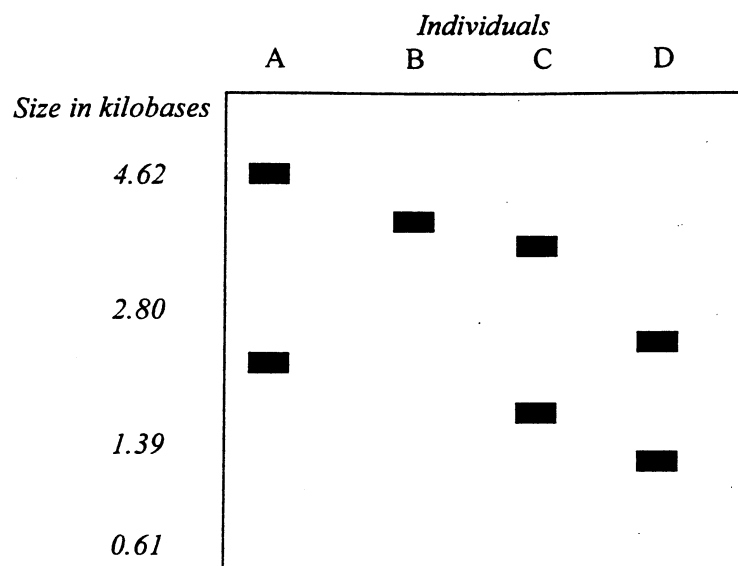 Individuals
A B C D
Size in kilobases
4.62
2.80
1.39
0.61